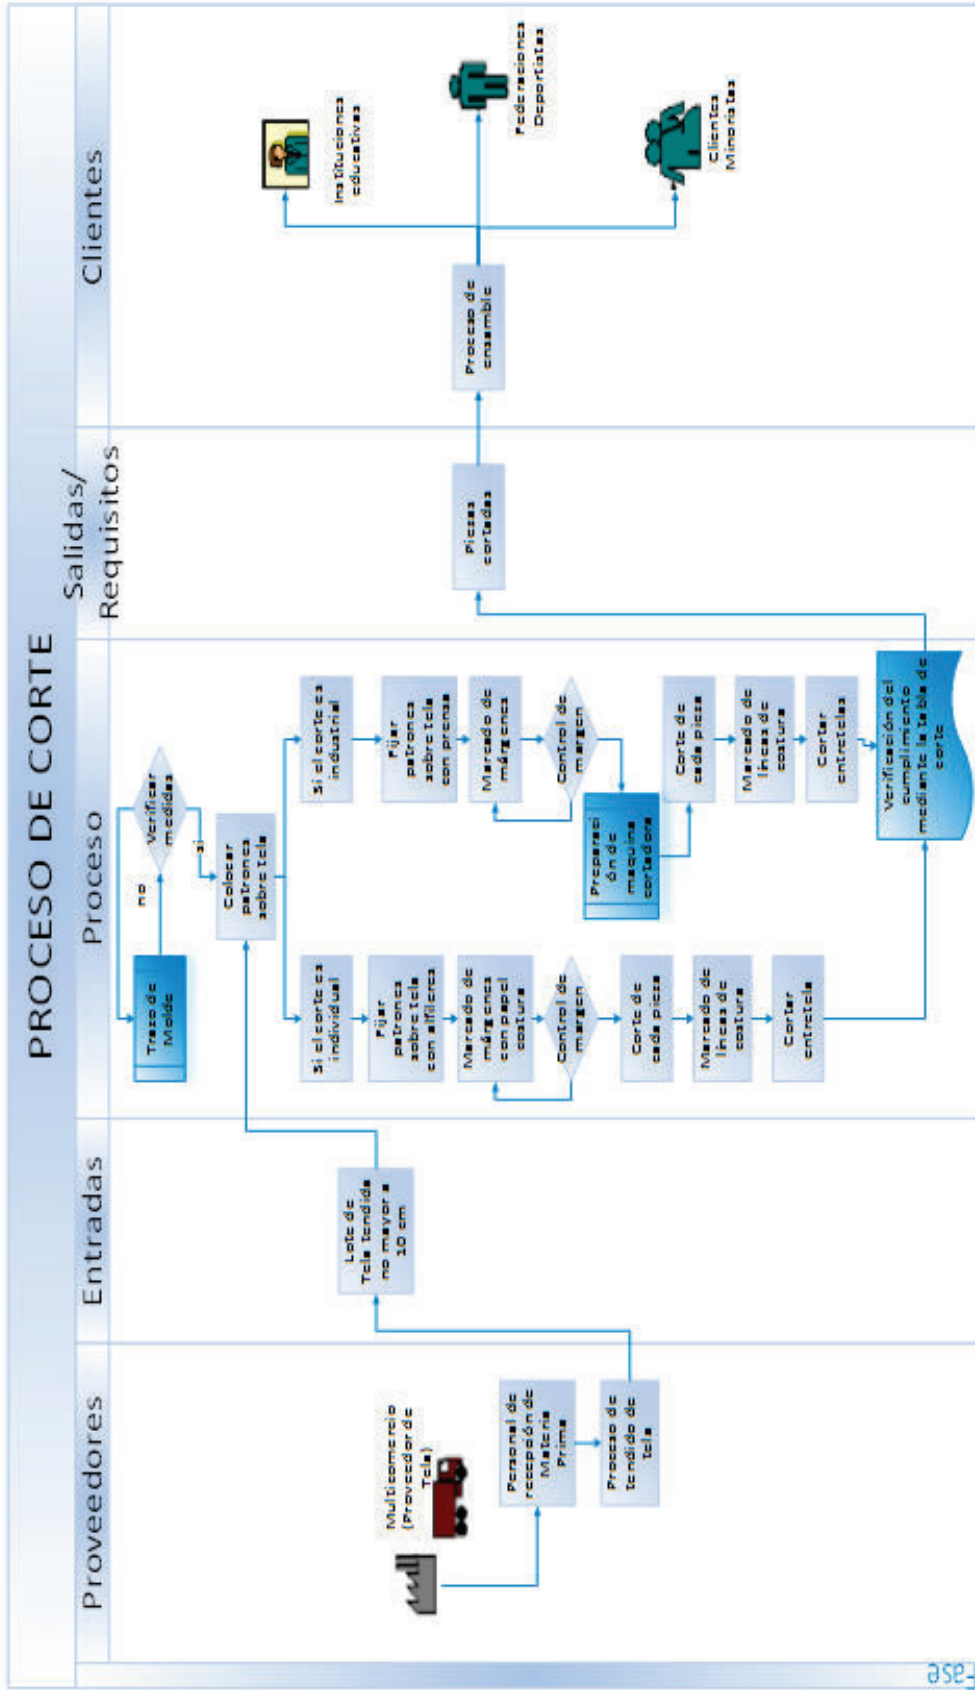 PROCESO DE CORTE
Proveedores
Entradas
Proceso
Salidas/
Requisitos
Clientes
Fase
Multicomercio
(Proveedor de
Tela)
Personal de
recepción de
Materia
Prima
Proceso de
tendido de
tela
Lote de
Tela tendida
no mayor a
10 cm
Trazo de
Molde
no
Verificar
medidas
si
Colocar
patrones
sobre tela
Si el corte es
individual
Fijar
patrones
sobre tela
con alfileres
Marcado de
márgenes
con papel
costura
Control de
margen
Corte de
cada pieza
Marcado de
líneas de
costura
Cortar
entretela
Si el corte es
industrial
Fijar
patrones
sobre tela
con prensa
Marcado de
márgenes
Control de
margen
Preparaci
ón de
maquina
cortadora
Corte de
cada pieza
Marcado de
líneas de
costura
Cortar
entretelas
Verificación del
cumplimiento
mediante la tabla de
corte
Piezas
cortadas
Proceso de
ensamble
Instituciones
educativas
Federaciones
Deportistas
Clientes
Minoristas